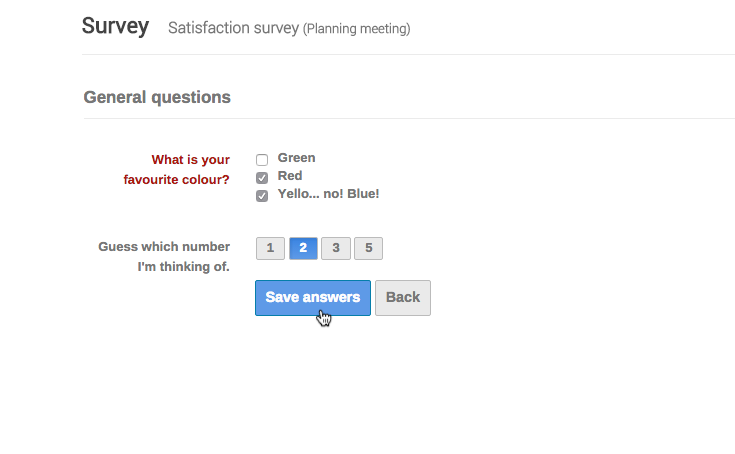 Survey Satisfaction survey (Planning meeting)
General questions
What is your
favourite colour?
Green
Red
Yello... no! Blue!
Guess which number
I'm thinking of.
1 2 3 5
Save answers Back